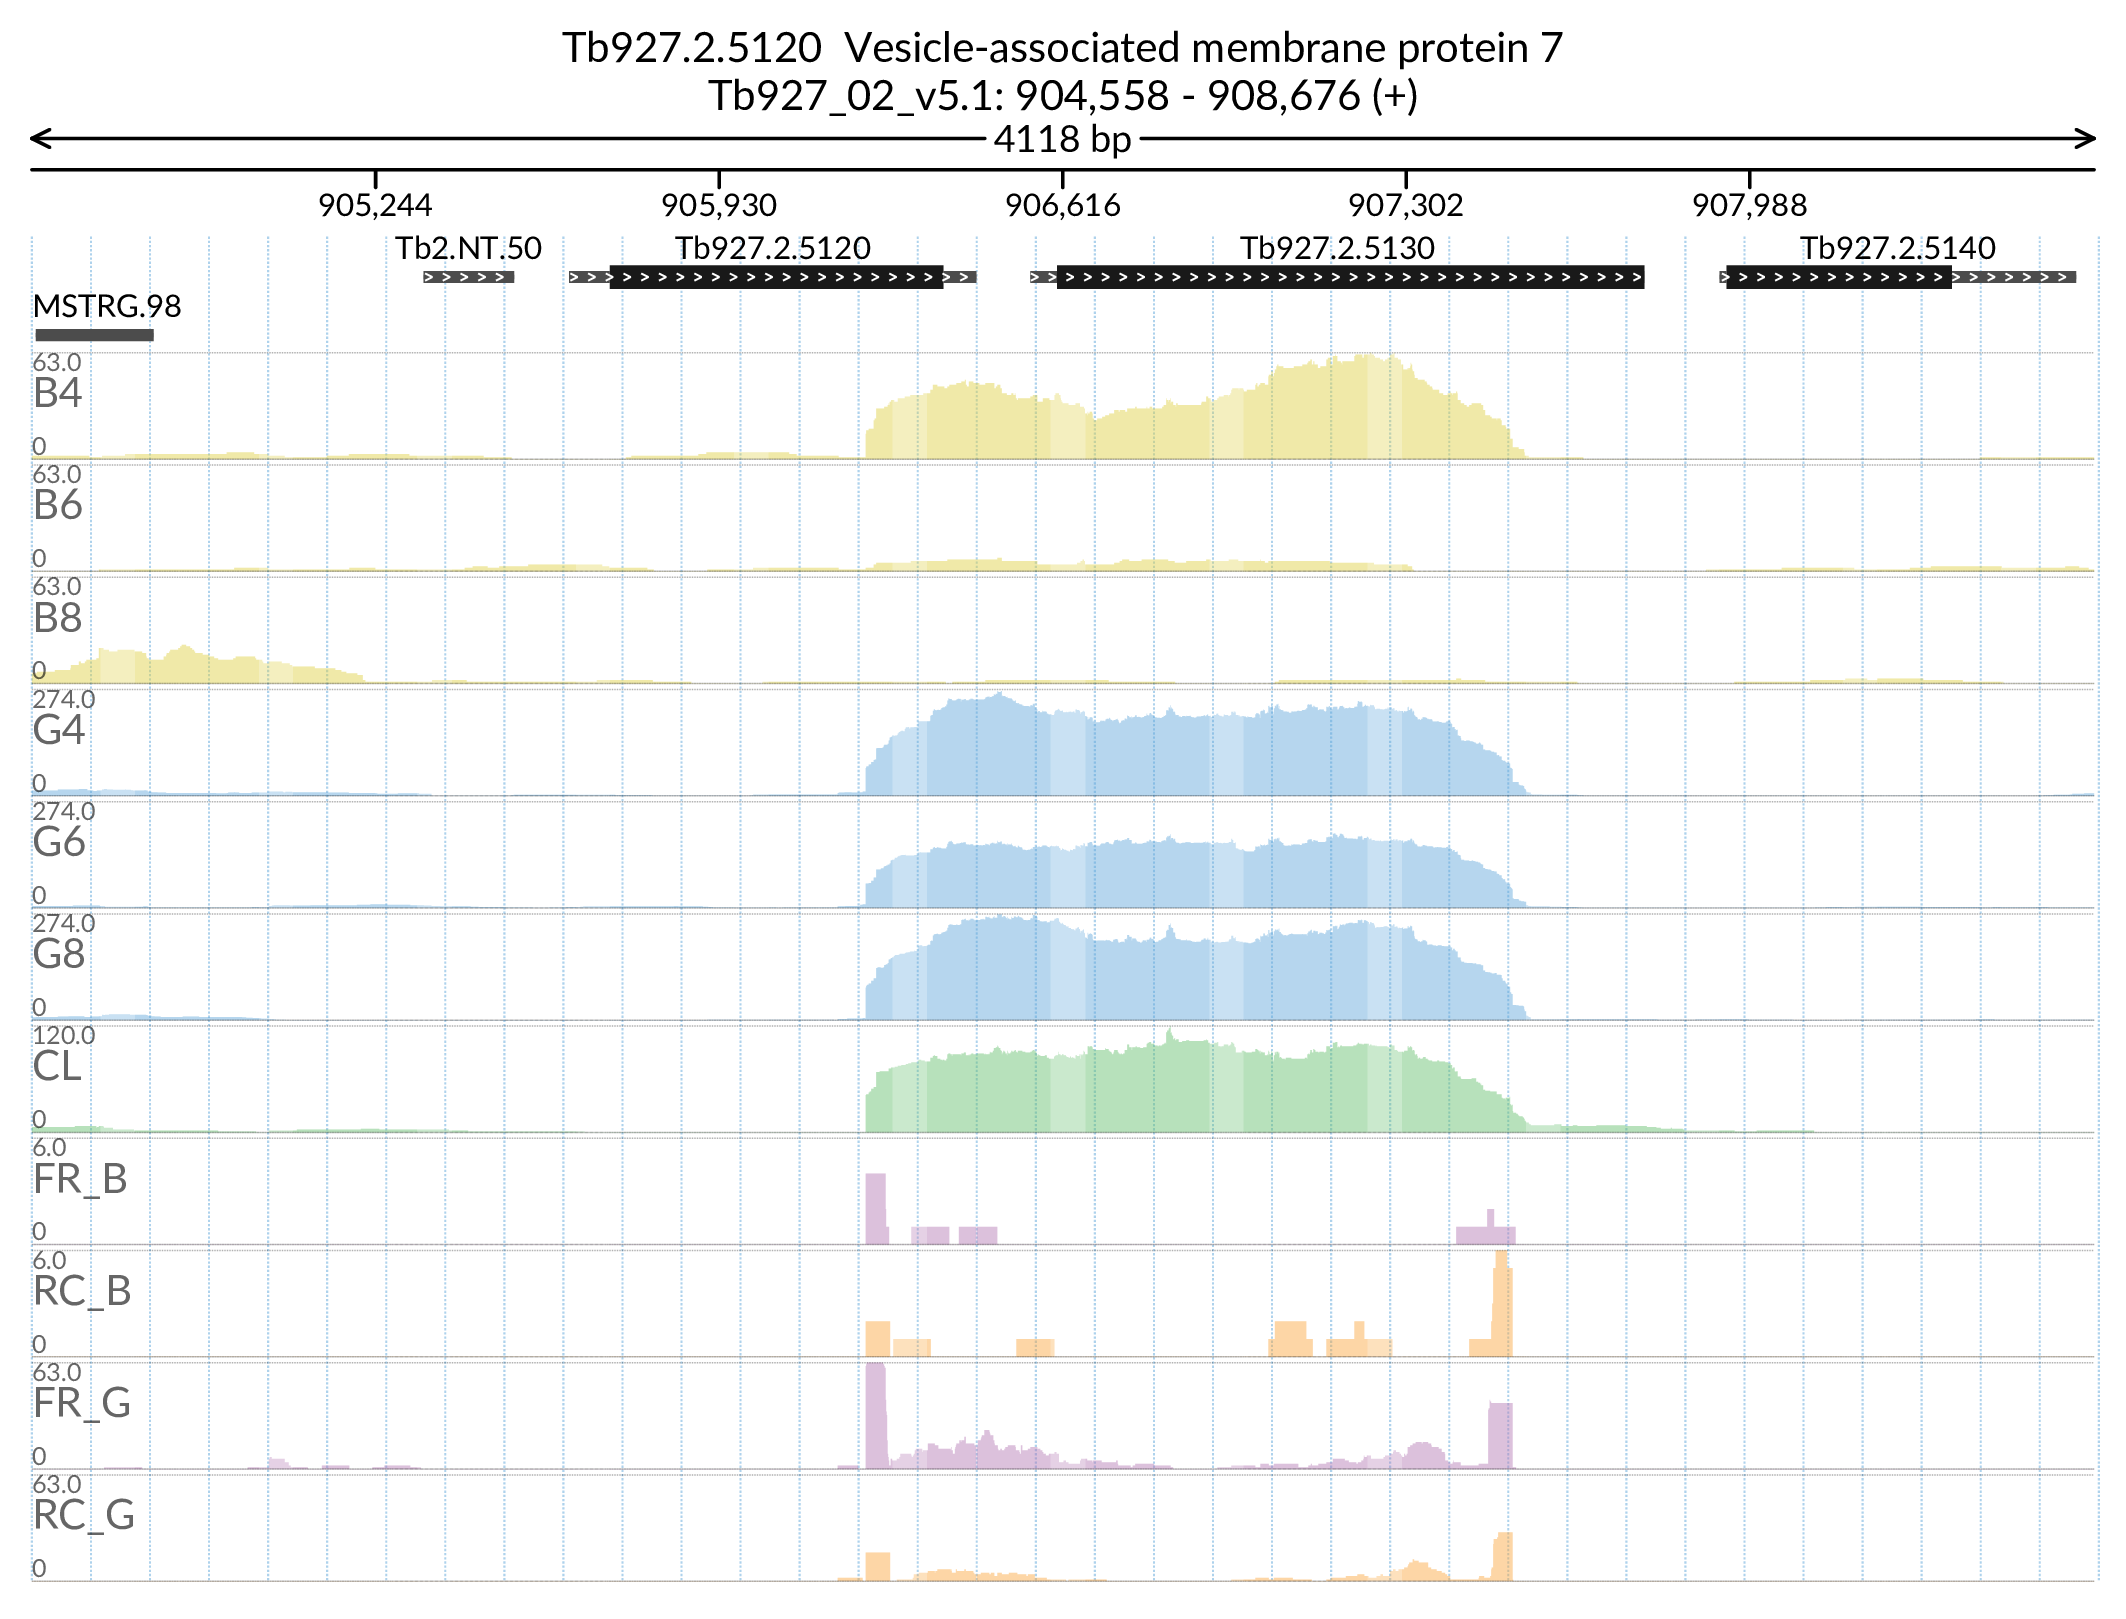 Tb927.2.5120  Vesicle-associated membrane protein 7
Tb927_02_v5.1: 904,558 - 908,676 (+)
4118 bp
905,244 905,930 906,616 907,302 907,988
Tb2.NT.50 Tb927.2.5120 Tb927.2.5130 Tb927.2.5140
MSTRG.98
63.0
B4
0
63.0
B6
0
63.0
B8
0
274.0
G4
0
274.0
G6
0
274.0
G8
0
120.0
CL
0
6.0
FR_B
0
6.0
RC_B
0
63.0
FR_G
0
63.0
RC_G
0